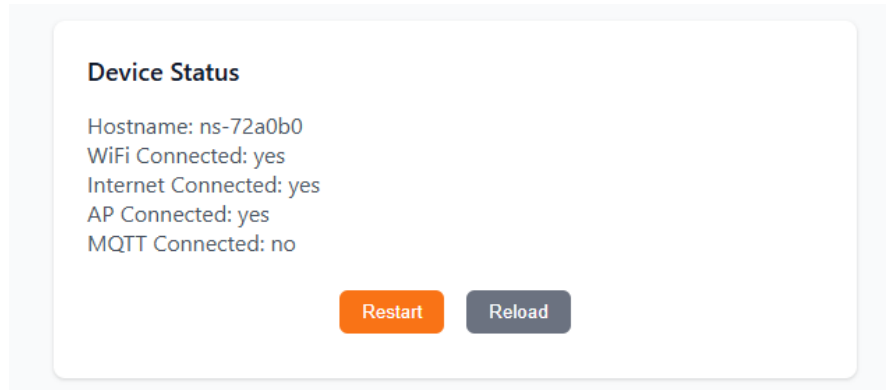 Device Status
Hostname: ns-72a0b0
WiFi Connected: yes
Internet Connected: yes
AP Connected: yes
MQTT Connected: no
Restart Reload